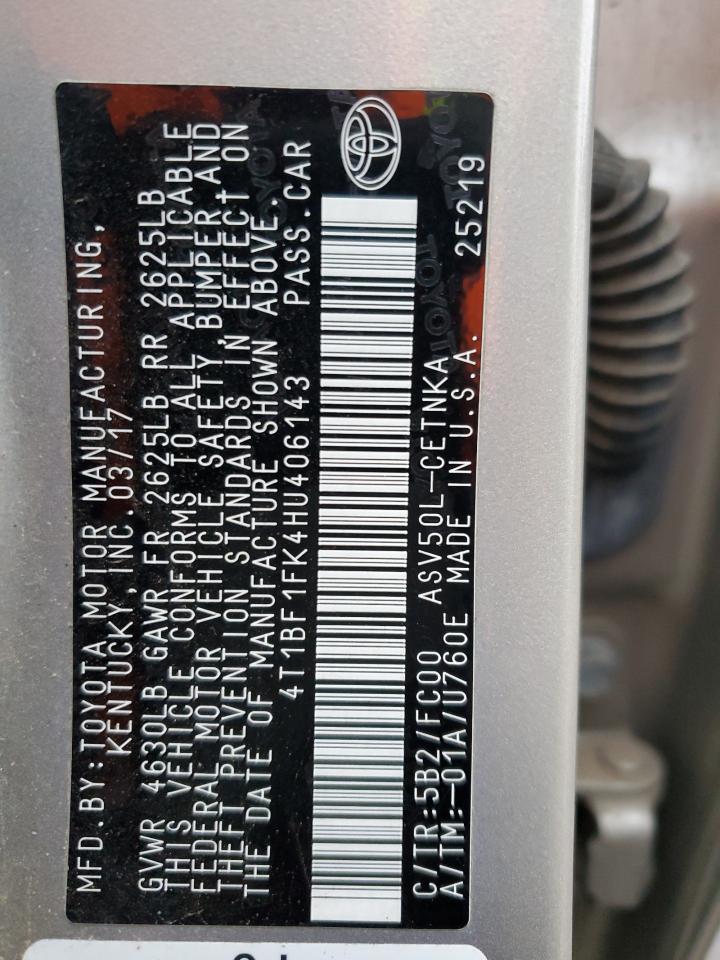 MFD.BY:TOYOTA MOTOR MANUFACTURING,
KENTUCKY, INC. 03/17
GVWR 4630LB GAWR FR 2625LB RR 2625LB
THIS VEHICLE CONFORMS TO ALL APPLICABLE
FEDERAL MOTOR VEHICLE SAFETY, BUMPER AND
THEFT PREVENTION STANDARDS IN EFFECT ON
THE DATE OF MANUFACTURE SHOWN ABOVE.
4T1BF1FK4HU406143 PASS.CAR
C/TR:5B2/FC00 ASV50L-CETNKA 25219
A/TM:-01A/U760E MADE IN U.S.A.
TOYOTA
TOYOTA